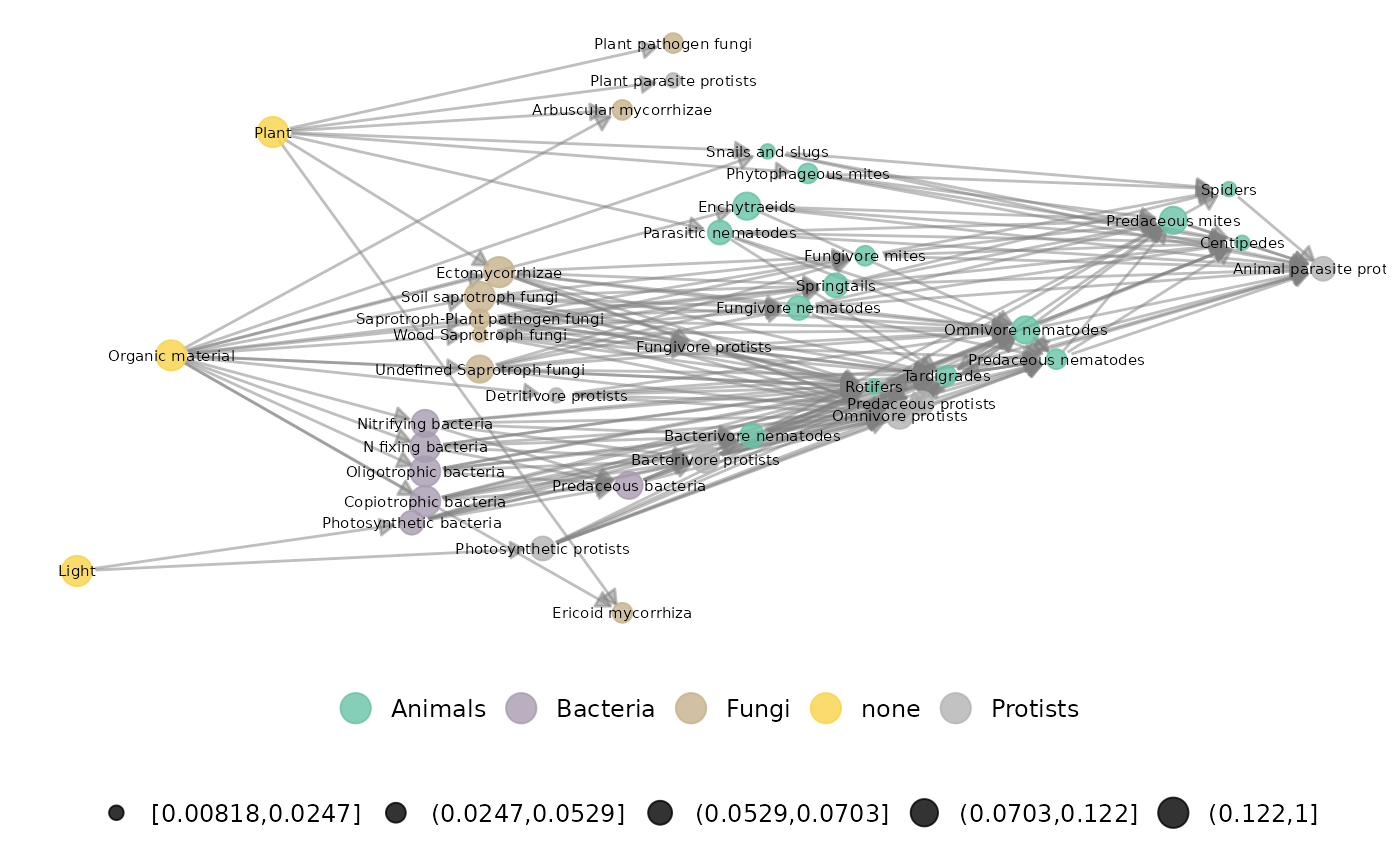 Plant pathogen fungi
Plant parasite protists
Arbuscular mycorrhizae
Plant
Snails and slugs
Phytophageous mites
Spiders
Enchytraeids
Predaceous mites
Parasitic nematodes
Centipedes
Fungivore mites
Animal parasite prot
Ectomycorrhizae
Springtails
Soil saprotroph fungi
Fungivore nematodes
Saprotroph-Plant pathogen fungi
Omnivore nematodes
Wood Saprotroph fungi
Fungivore protists
Organic material
Predaceous nematodes
Undefined Saprotroph fungi
Tardigrades
Rotifers
Detritivore protists
Predaceous protists
Omnivore protists
Nitrifying bacteria
Bacterivore nematodes
N fixing bacteria
Bacterivore protists
Oligotrophic bacteria
Predaceous bacteria
Copiotrophic bacteria
Photosynthetic bacteria
Photosynthetic protists
Light
Ericoid mycorrhiza
Animals Bacteria Fungi none Protists
[0.00818,0.0247] (0.0247,0.0529] (0.0529,0.0703] (0.0703,0.122] (0.122,1]